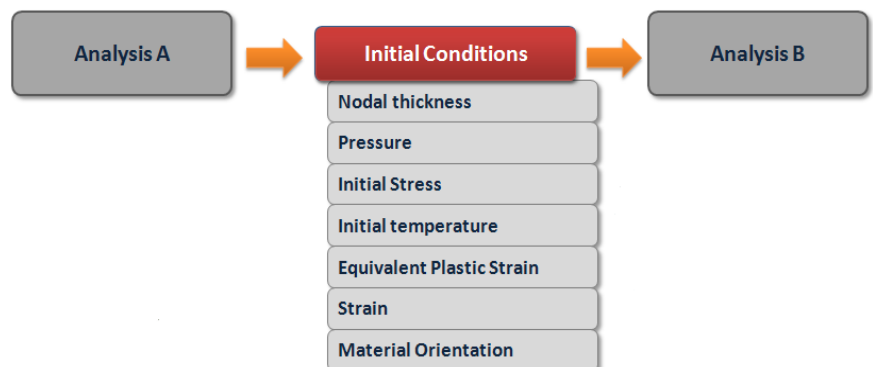 Analysis A
Initial Conditions
Analysis B
Nodal thickness
Pressure
Initial Stress
Initial temperature
Equivalent Plastic Strain
Strain
Material Orientation